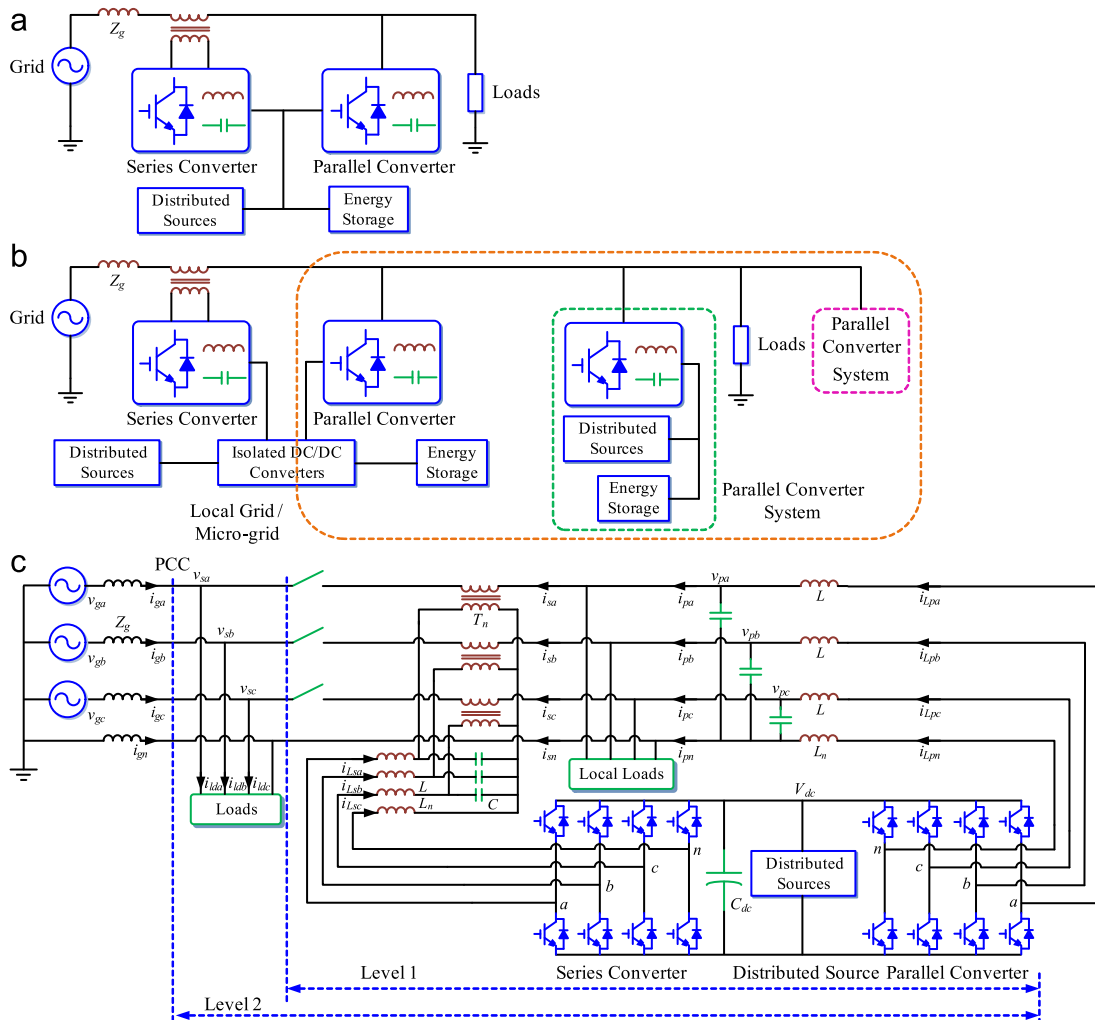 a
Z_g
Grid
Loads
Series Converter
Parallel Converter
Distributed
Sources
Energy
Storage
b
Z_g
Grid
Loads
Parallel
Converter
System
Series Converter
Parallel Converter
Distributed
Sources
Isolated DC/DC
Converters
Energy
Storage
Distributed
Sources
Energy
Storage
Parallel Converter
System
Local Grid /
Micro-grid
c
PCC
v_sa
v_pa
v_ga
i_ga
T_n
i_sa
i_pa
L
i_Lpa
Z_g
v_sb
v_pb
v_gb
i_gb
i_sb
i_pb
L
i_Lpb
v_sc
v_pc
v_gc
i_gc
i_sc
i_pc
L
i_Lpc
i_gn
i_sn
i_pn
L_n
i_Lpn
i_lda
i_ldb
i_ldc
Loads
i_Lsa
i_Lsb
L
i_Lsc
L_n
C
Local Loads
V_dc
n
c
b
a
C_dc
Distributed
Sources
n
c
b
a
Series Converter
Distributed Source
Parallel Converter
Level 1
Level 2